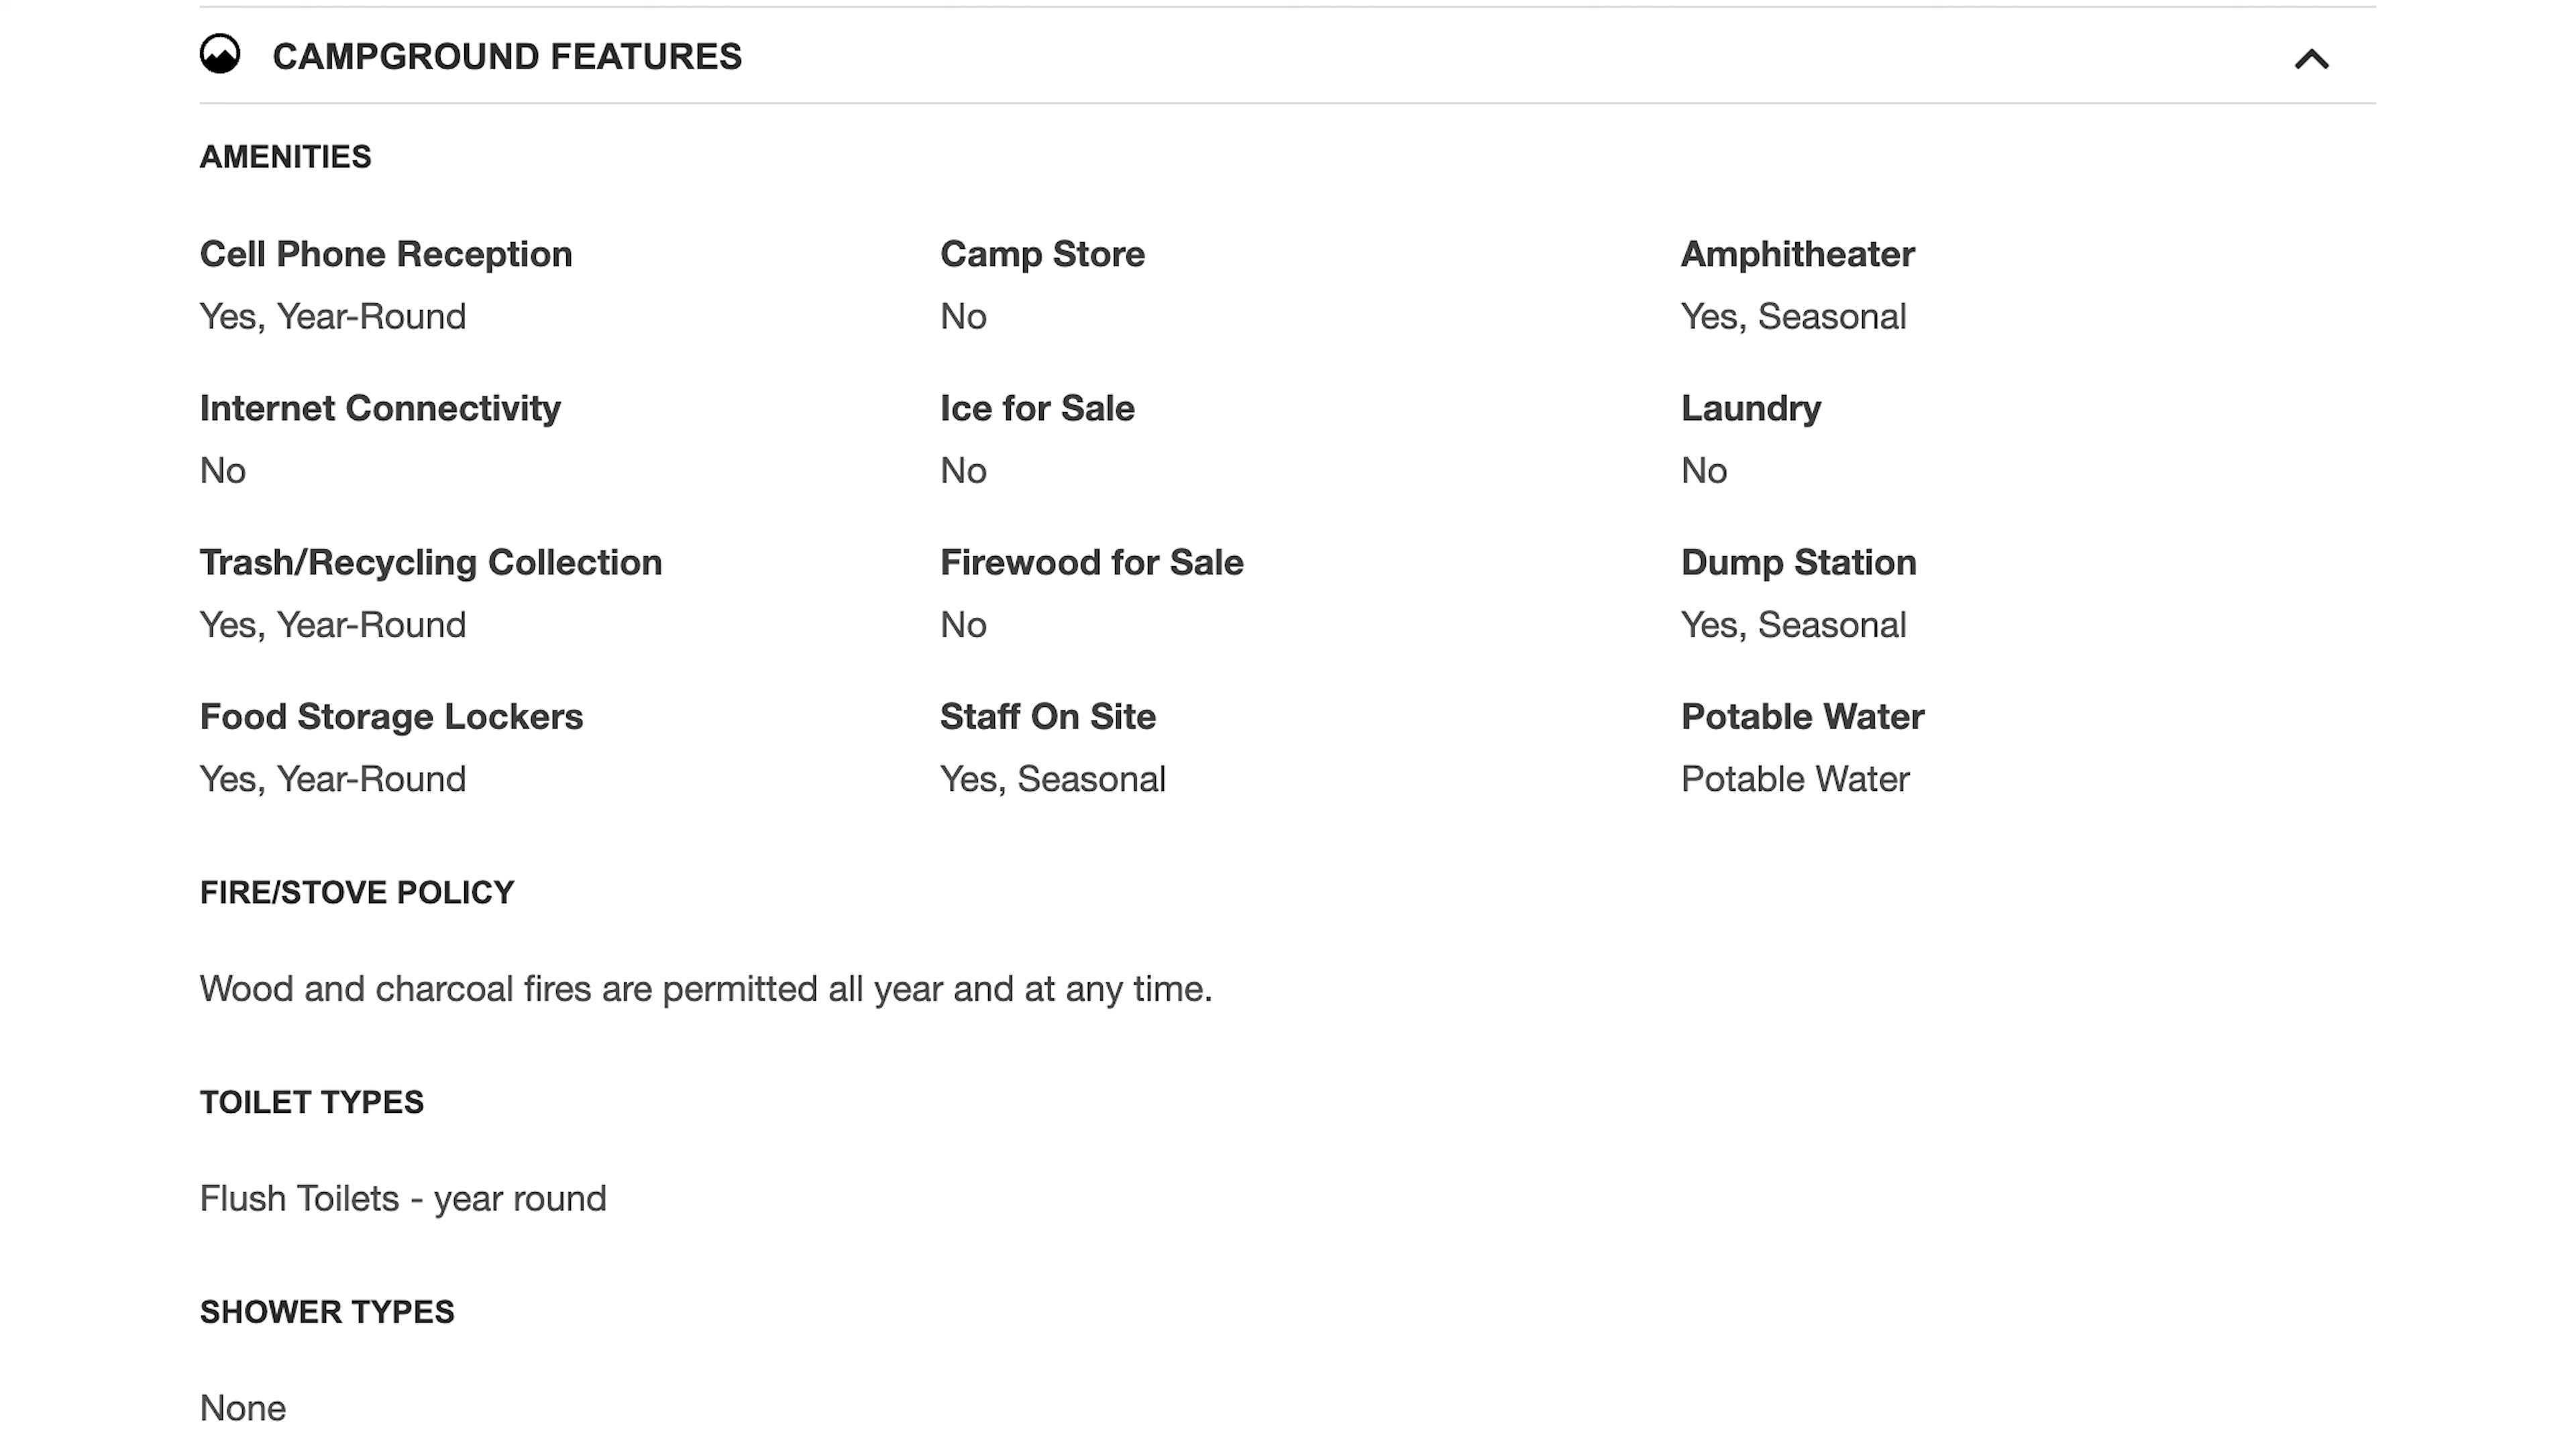 CAMPGROUND FEATURES
AMENITIES
Cell Phone Reception
Yes, Year-Round
Camp Store
No
Amphitheater
Yes, Seasonal
Internet Connectivity
No
Ice for Sale
No
Laundry
No
Trash/Recycling Collection
Yes, Year-Round
Firewood for Sale
No
Dump Station
Yes, Seasonal
Food Storage Lockers
Yes, Year-Round
Staff On Site
Yes, Seasonal
Potable Water
Potable Water
FIRE/STOVE POLICY
Wood and charcoal fires are permitted all year and at any time.
TOILET TYPES
Flush Toilets - year round
SHOWER TYPES
None